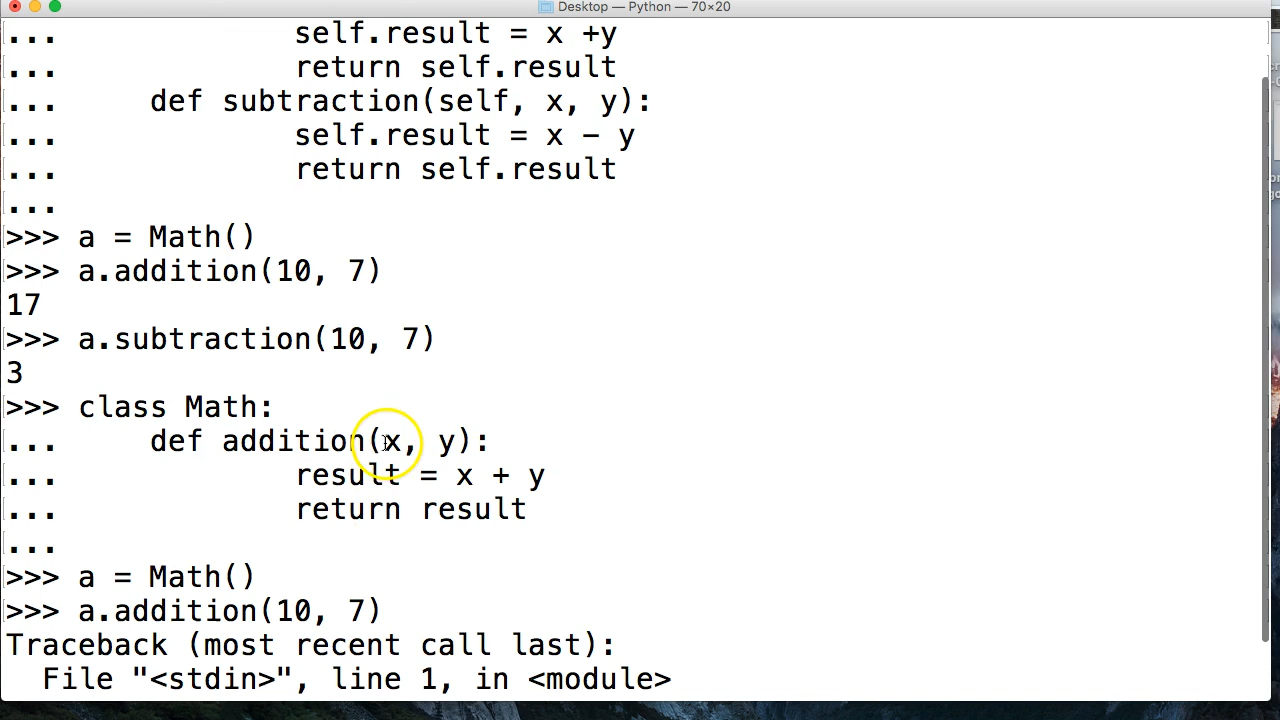 Desktop — Python — 70×20
...             self.result = x +y
...             return self.result
...     def subtraction(self, x, y):
...             self.result = x - y
...             return self.result
...
>>> a = Math()
>>> a.addition(10, 7)
17
>>> a.subtraction(10, 7)
3
>>> class Math:
...     def addition(x, y):
...             result = x + y
...             return result
...
>>> a = Math()
>>> a.addition(10, 7)
Traceback (most recent call last):
  File "<stdin>", line 1, in <module>